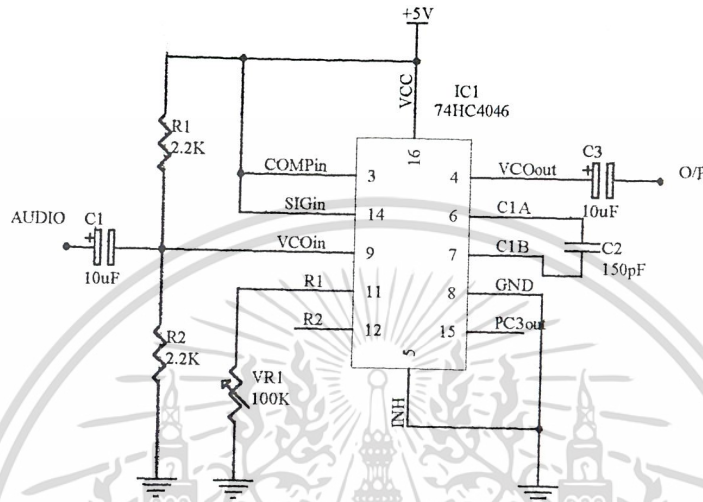 +5V
IC1
74HC4046
VCC
16
R1
2.2K
COMPin
3
4
VCOout
C3
+
10uF
O/P
SIGin
14
6
C1A
AUDIO
C1
+
10uF
VCOin
9
7
C1B
C2
150pF
R1
11
8
GND
R2
12
15
PC3out
R2
2.2K
VR1
100K
5
INH